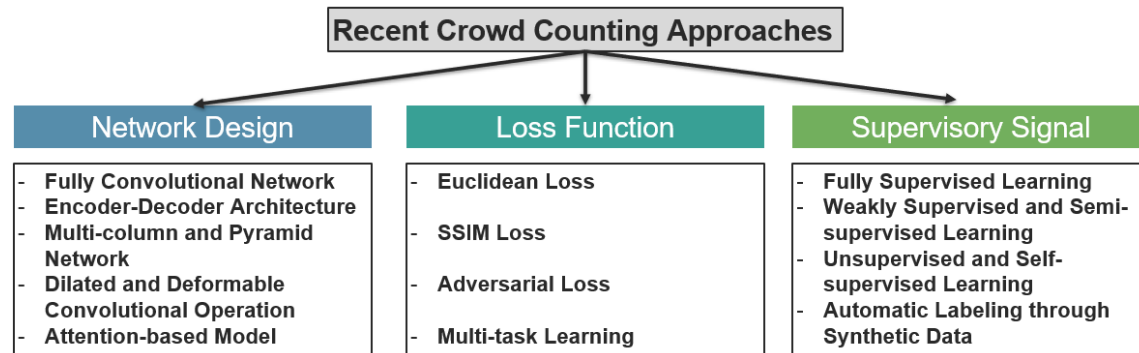 Recent Crowd Counting Approaches
Network Design
- Fully Convolutional Network
- Encoder-Decoder Architecture
- Multi-column and Pyramid
Network
- Dilated and Deformable
Convolutional Operation
- Attention-based Model
Loss Function
- Euclidean Loss
- SSIM Loss
- Adversarial Loss
- Multi-task Learning
Supervisory Signal
- Fully Supervised Learning
- Weakly Supervised and Semi-
supervised Learning
- Unsupervised and Self-
supervised Learning
- Automatic Labeling through
Synthetic Data